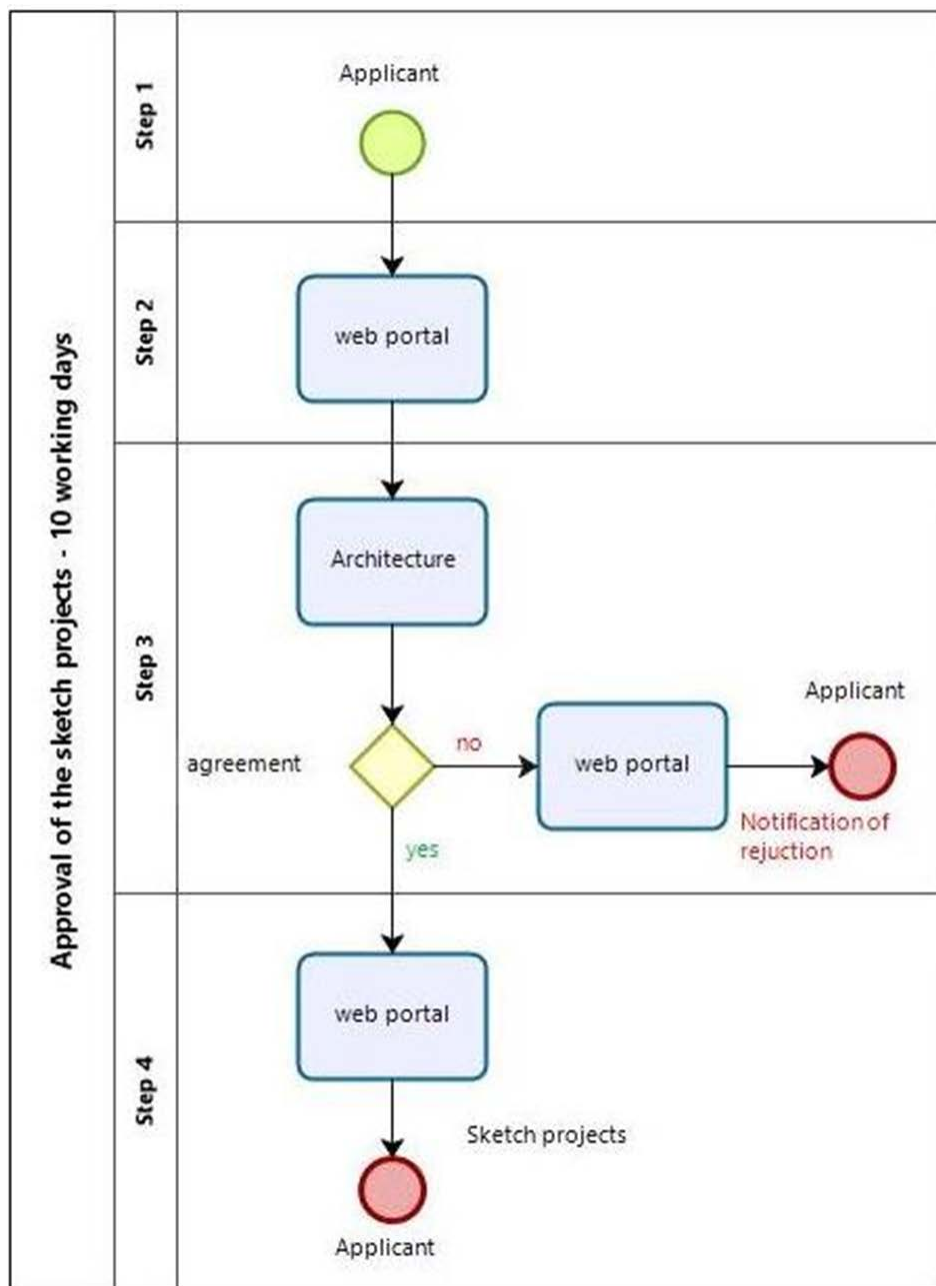 Approval of the sketch projects - 10 working days
Step 1
Applicant
Step 2
web portal
Step 3
Architecture
agreement
no
yes
web portal
Applicant
Notification of
rejuction
Step 4
web portal
Sketch projects
Applicant